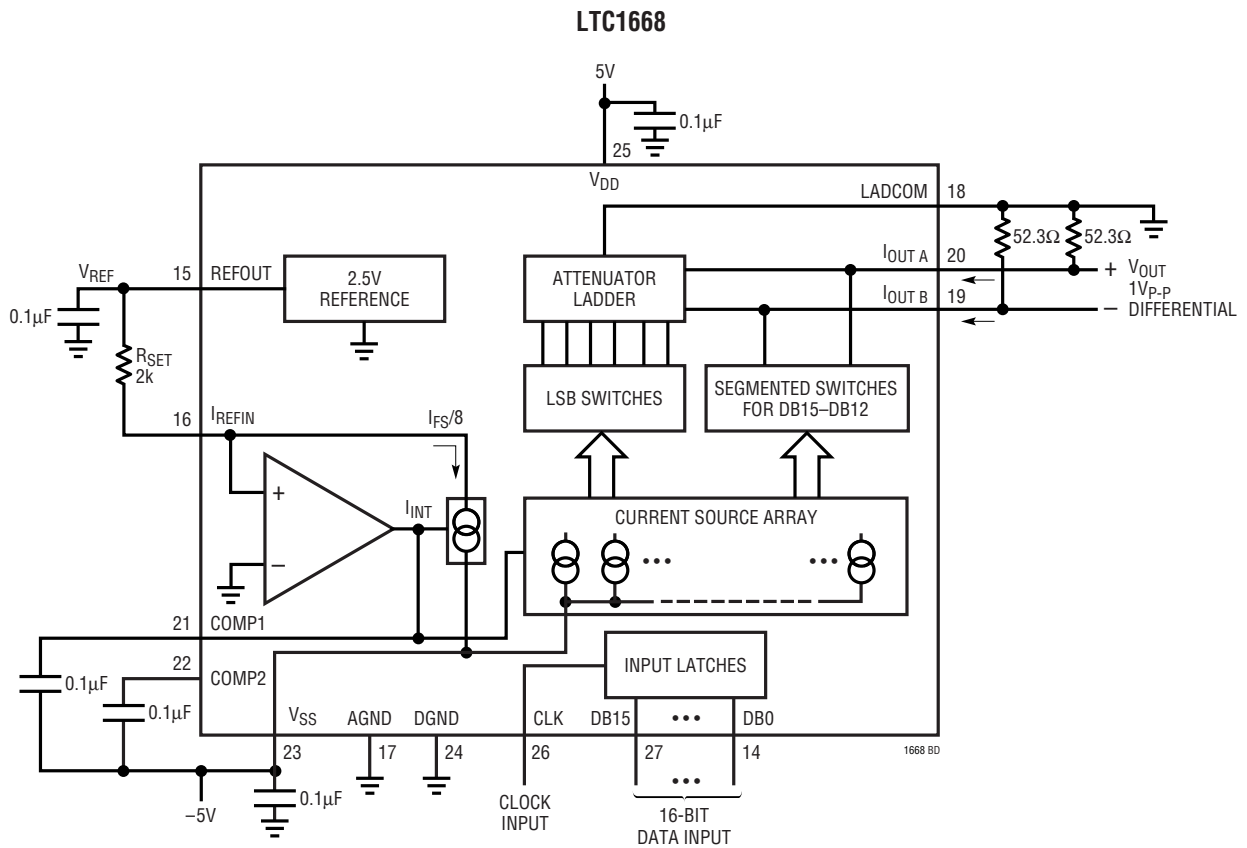 LTC1668
5V
0.1µF
25
VDD
LADCOM 18
52.3Ω 52.3Ω
VREF 15 REFOUT
2.5V
REFERENCE
ATTENUATOR
LADDER
IOUT A 20
+ VOUT
1VP-P
– DIFFERENTIAL
IOUT B 19
0.1µF
RSET
2k
LSB SWITCHES
SEGMENTED SWITCHES
FOR DB15–DB12
16 IREFIN
IFS/8
+
–
IINT
CURRENT SOURCE ARRAY
••• •••
21 COMP1
22 COMP2
0.1µF
0.1µF
INPUT LATCHES
VSS AGND DGND CLK DB15 ••• DB0
23 17 24 26 27 14
1668 BD
–5V
0.1µF
CLOCK
INPUT
•••
16-BIT
DATA INPUT